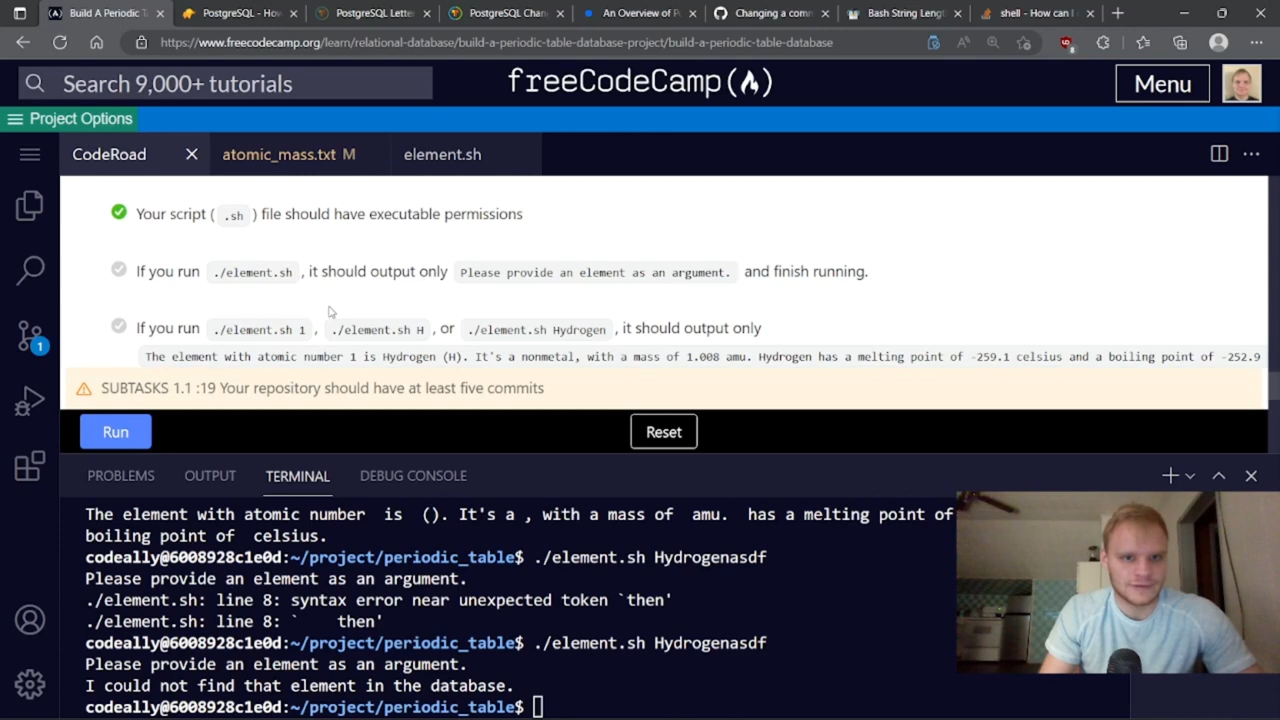 Build A Periodic T
PostgreSQL - How
PostgreSQL Lette
PostgreSQL Chan
An Overview of P
Changing a comm
Bash String Leng
shell - How can I
https://www.freecodecamp.org/learn/relational-database/build-a-periodic-table-database-project/build-a-periodic-table-database
Search 9,000+ tutorials
freeCodeCamp
Menu
Project Options
CodeRoad
atomic_mass.txt M
element.sh
Your script ( .sh ) file should have executable permissions
If you run ./element.sh , it should output only Please provide an element as an argument. and finish running.
If you run ./element.sh 1 , ./element.sh H , or ./element.sh Hydrogen , it should output only
The element with atomic number 1 is Hydrogen (H). It's a nonmetal, with a mass of 1.008 amu. Hydrogen has a melting point of -259.1 celsius and a boiling point of -252.9
1
SUBTASKS 1.1 :19 Your repository should have at least five commits
Run
Reset
PROBLEMS OUTPUT TERMINAL DEBUG CONSOLE
The element with atomic number  is  (). It's a , with a mass of  amu.  has a melting point of
boiling point of  celsius.
codeally@6008928c1e0d:~/project/periodic_table$ ./element.sh Hydrogenasdf
Please provide an element as an argument.
./element.sh: line 8: syntax error near unexpected token `then'
./element.sh: line 8: `    then'
codeally@6008928c1e0d:~/project/periodic_table$ ./element.sh Hydrogenasdf
Please provide an element as an argument.
I could not find that element in the database.
codeally@6008928c1e0d:~/project/periodic_table$